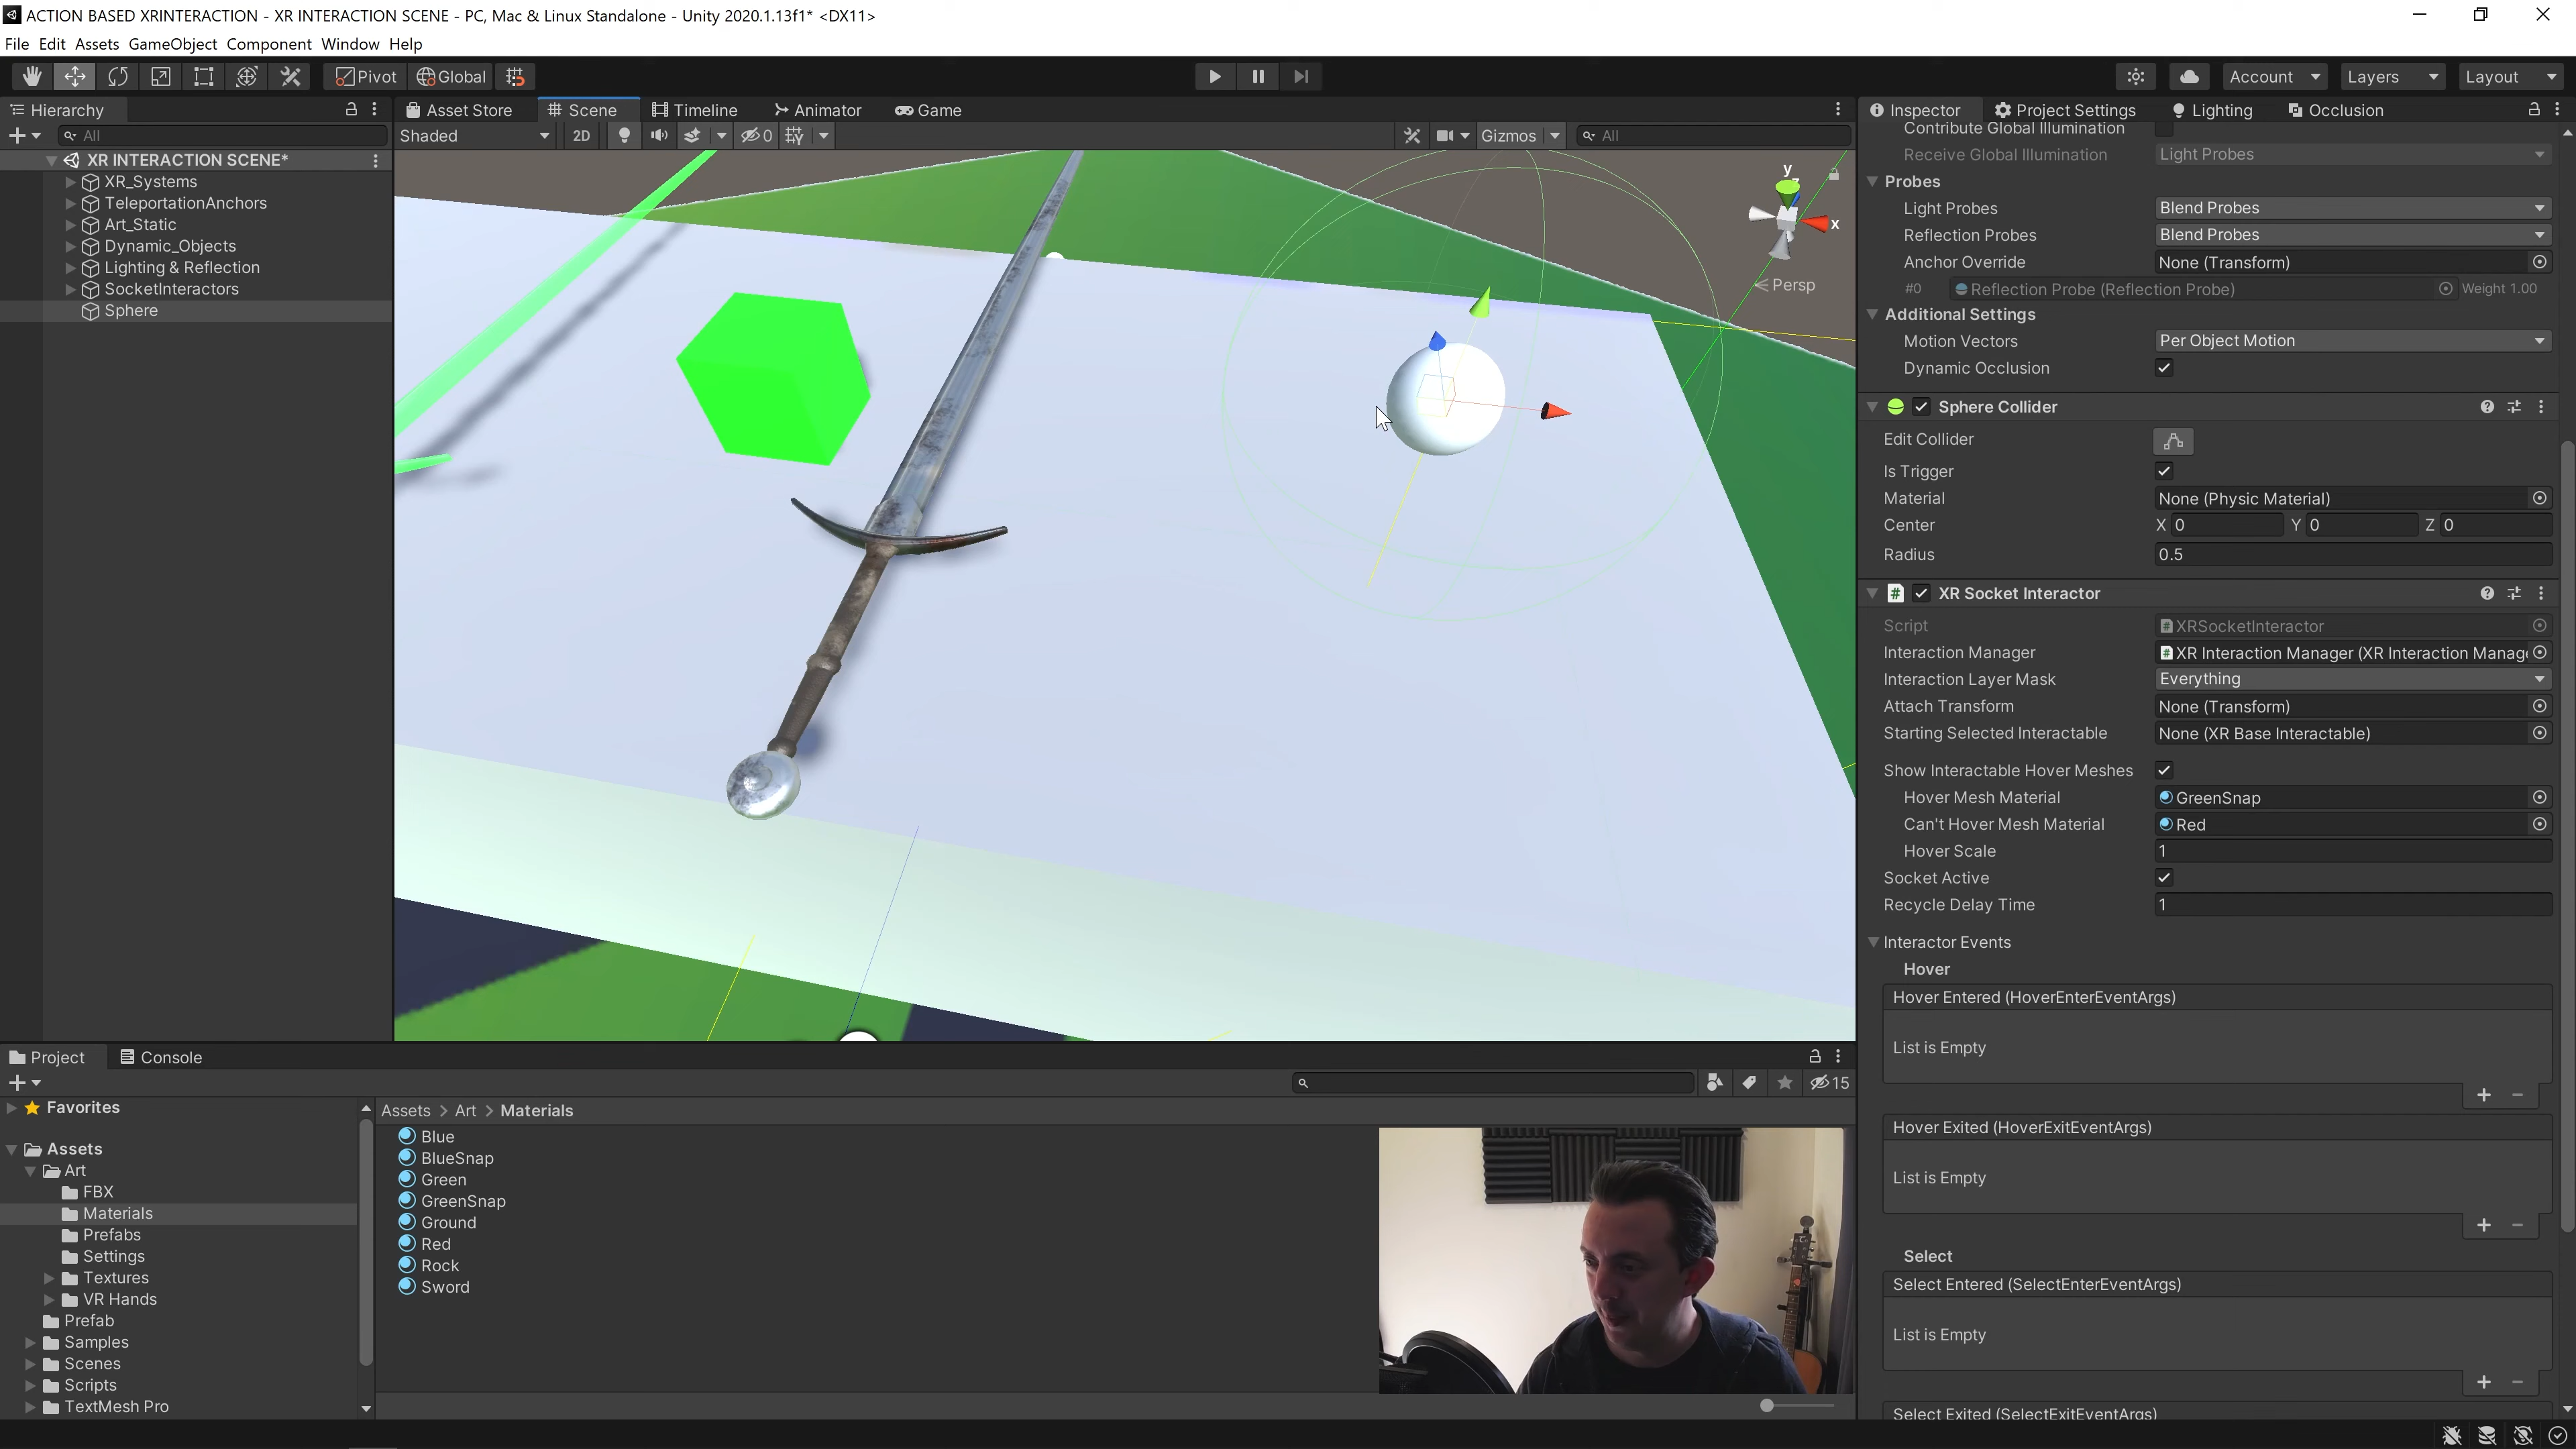 ACTION BASED XRINTERACTION - XR INTERACTION SCENE - PC, Mac & Linux Standalone - Unity 2020.1.13f1* <DX11>
File Edit Assets GameObject Component Window Help
Pivot Global Account Layers Layout
Hierarchy
All
XR INTERACTION SCENE*
XR_Systems
TeleportationAnchors
Art_Static
Dynamic_Objects
Lighting & Reflection
SocketInteractors
Sphere
Asset Store Scene Timeline Animator Game
Shaded 2D 0 Gizmos All
y
z
x
Persp
Inspector Project Settings Lighting Occlusion
Contribute Global Illumination
Receive Global Illumination Light Probes
Probes
Light Probes Blend Probes
Reflection Probes Blend Probes
Anchor Override None (Transform)
#0 Reflection Probe (Reflection Probe) Weight 1.00
Additional Settings
Motion Vectors Per Object Motion
Dynamic Occlusion
Sphere Collider
Edit Collider
Is Trigger
Material None (Physic Material)
Center X 0 Y 0 Z 0
Radius 0.5
# XR Socket Interactor
Script # XRSocketInteractor
Interaction Manager # XR Interaction Manager (XR Interaction Manag
Interaction Layer Mask Everything
Attach Transform None (Transform)
Starting Selected Interactable None (XR Base Interactable)
Show Interactable Hover Meshes
Hover Mesh Material GreenSnap
Can't Hover Mesh Material Red
Hover Scale 1
Socket Active
Recycle Delay Time 1
Interactor Events
Hover
Hover Entered (HoverEnterEventArgs)
List is Empty
Hover Exited (HoverExitEventArgs)
List is Empty
Select
Select Entered (SelectEnterEventArgs)
List is Empty
Select Exited (SelectExitEventArgs)
Project Console
15
Favorites
Assets
Art
FBX
Materials
Prefabs
Settings
Textures
VR Hands
Prefab
Samples
Scenes
Scripts
TextMesh Pro
Assets > Art > Materials
Blue
BlueSnap
Green
GreenSnap
Ground
Red
Rock
Sword